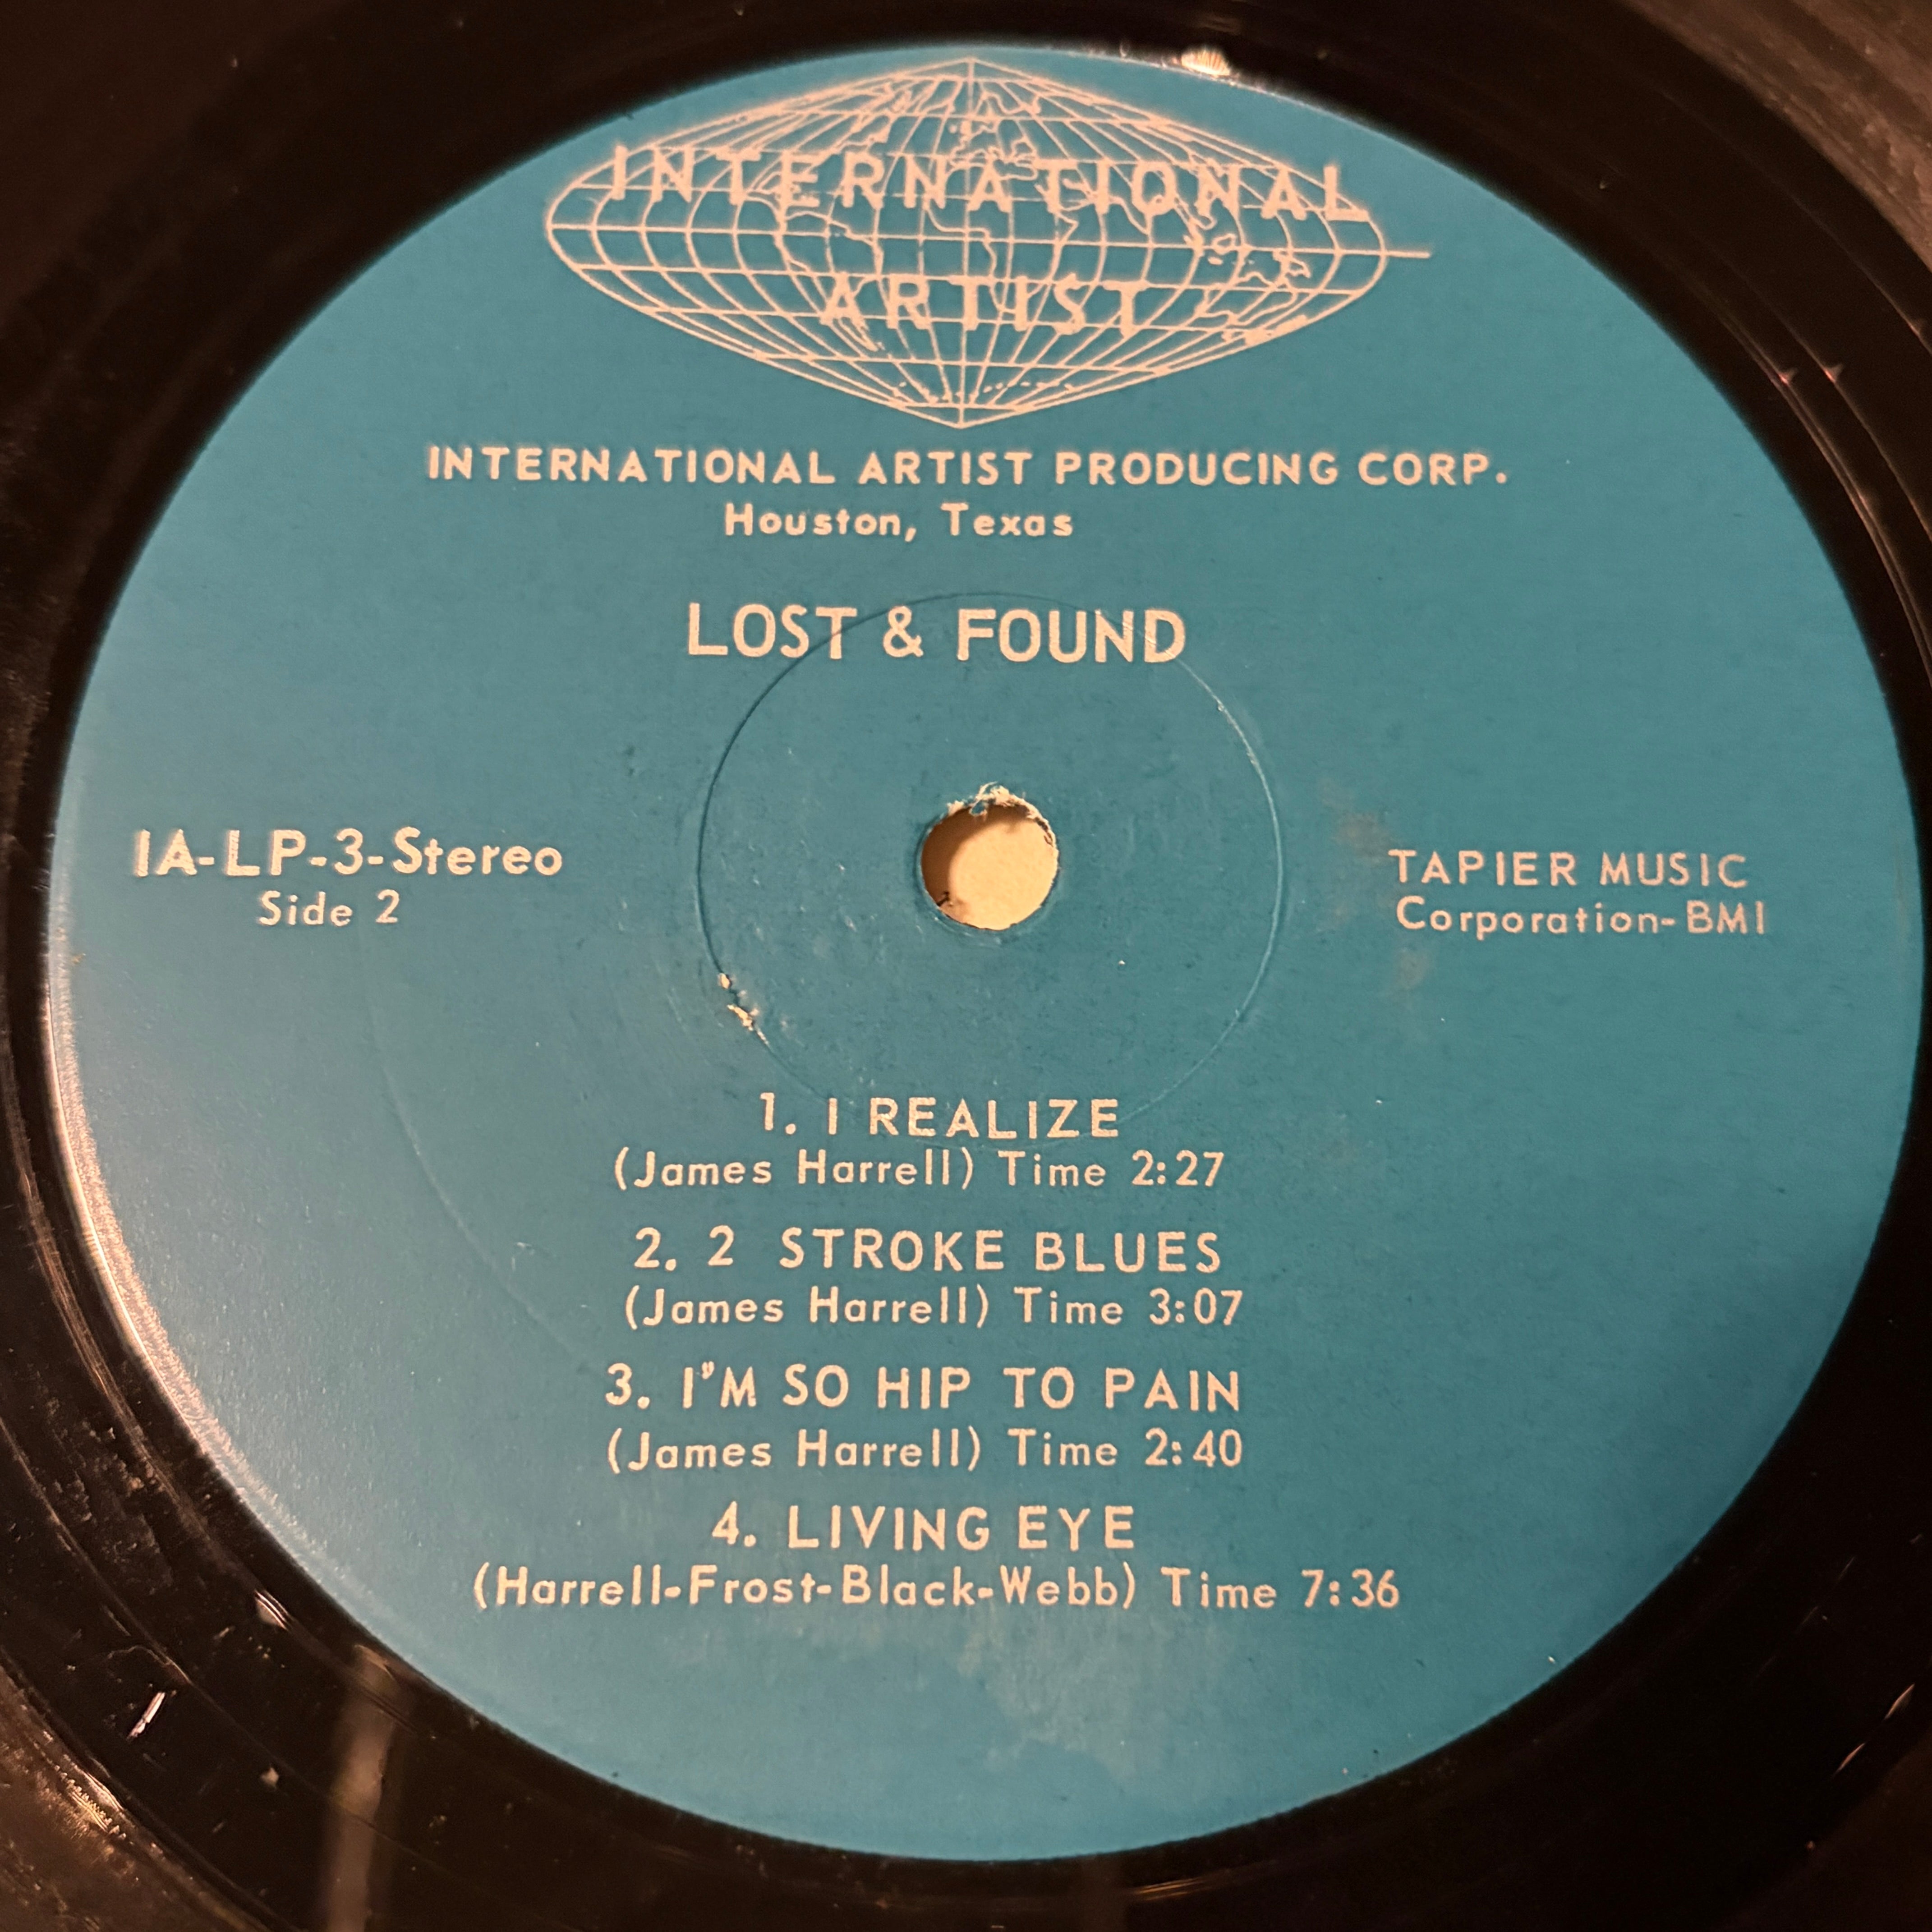 INTERNATIONAL
ARTIST
INTERNATIONAL ARTIST PRODUCING CORP.
Houston, Texas
LOST & FOUND
IA-LP-3-Stereo
Side 2
TAPIER MUSIC
Corporation-BMI
1. I REALIZE
(James Harrell) Time 2:27
2. 2 STROKE BLUES
(James Harrell) Time 3:07
3. I"M SO HIP TO PAIN
(James Harrell) Time 2:40
4. LIVING EYE
(Harrell-Frost-Black-Webb) Time 7:36